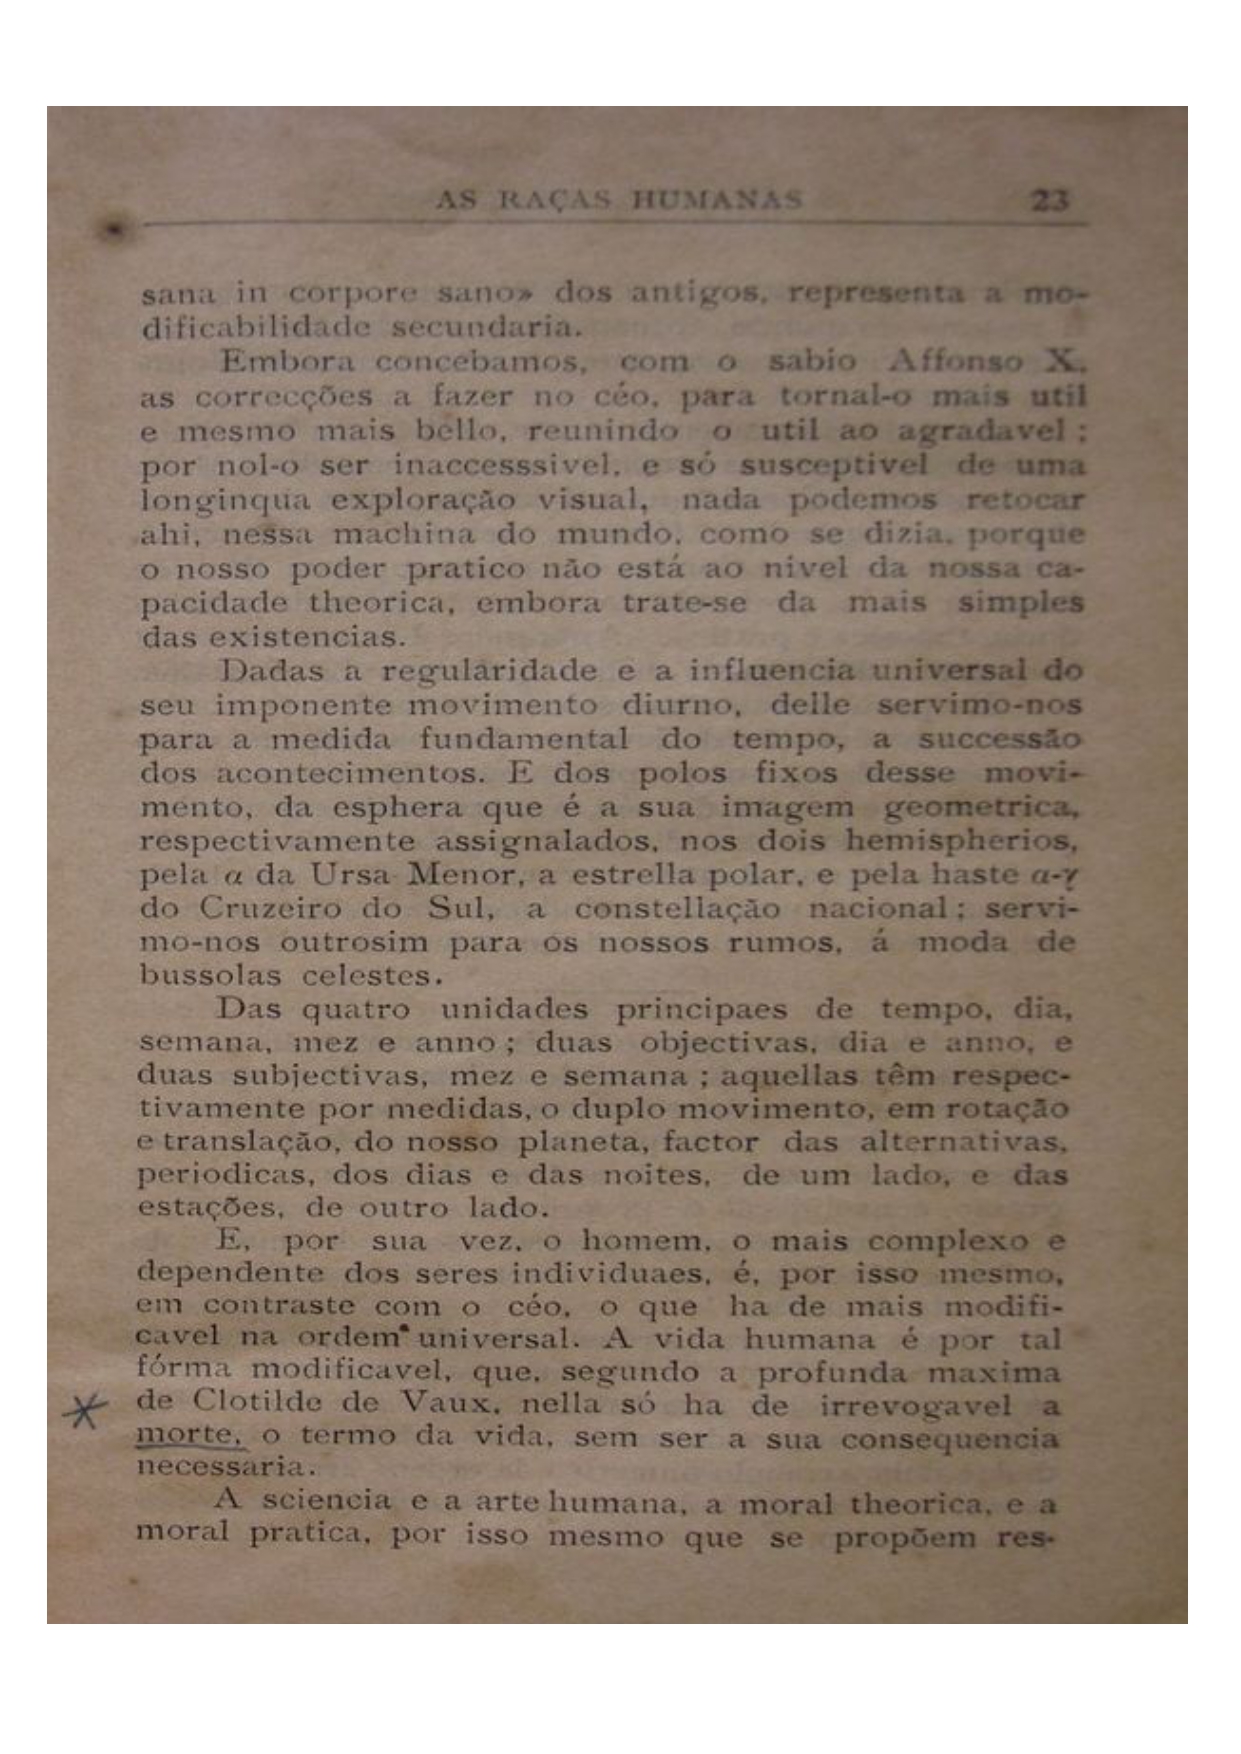 AS RAÇAS HUMANAS 23
sana in corpore sano» dos antigos, representa a mo-
dificabilidade secundaria.
Embora concebamos, com o sabio Affonso X,
as correcções a fazer no céo, para tornal-o mais util
e mesmo mais bello, reunindo o util ao agradavel ;
por nol-o ser inaccesssivel, e só susceptivel de uma
longinqua exploração visual, nada podemos retocar
ahi, nessa machina do mundo, como se dizia, porque
o nosso poder pratico não está ao nivel da nossa ca-
pacidade theorica, embora trate-se da mais simples
das existencias.
Dadas a regularidade e a influencia universal do
seu imponente movimento diurno, delle servimo-nos
para a medida fundamental do tempo, a successão
dos acontecimentos. E dos polos fixos desse movi-
mento, da esphera que é a sua imagem geometrica,
respectivamente assignalados, nos dois hemispherios,
pela α da Ursa Menor, a estrella polar, e pela haste α-γ
do Cruzeiro do Sul, a constellação nacional ; servi-
mo-nos outrosim para os nossos rumos, á moda de
bussolas celestes.
Das quatro unidades principaes de tempo, dia,
semana, mez e anno ; duas objectivas, dia e anno, e
duas subjectivas, mez e semana ; aquellas têm respec-
tivamente por medidas, o duplo movimento, em rotação
e translação, do nosso planeta, factor das alternativas,
periodicas, dos dias e das noites, de um lado, e das
estações, de outro lado.
E, por sua vez, o homem, o mais complexo e
dependente dos seres individuaes, é, por isso mesmo,
em contraste com o céo, o que ha de mais modifi-
cavel na ordem universal. A vida humana é por tal
fórma modificavel, que, segundo a profunda maxima
de Clotilde de Vaux, nella só ha de irrevogavel a
morte, o termo da vida, sem ser a sua consequencia
necessaria.
A sciencia e a arte humana, a moral theorica, e a
moral pratica, por isso mesmo que se propõem res-